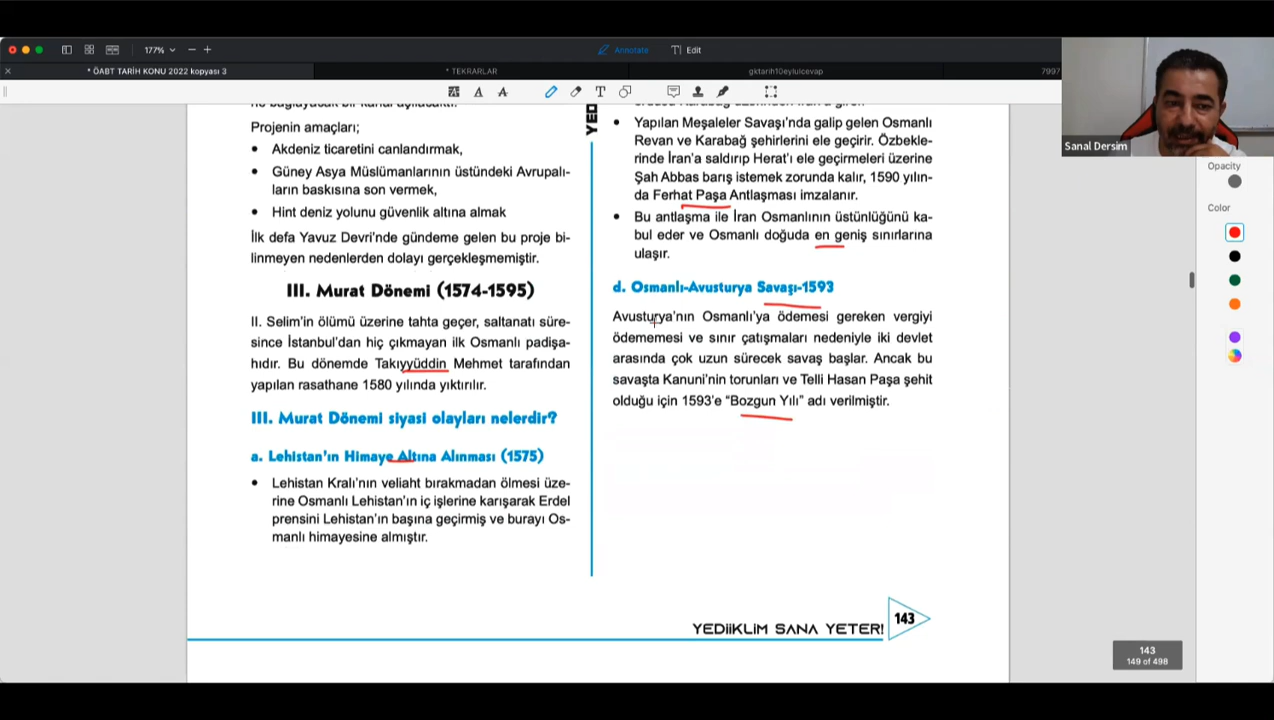 177%
Annotate
Edit
* ÖABT TARİH KONU 2022 kopyası 3
* TEKRARLAR
gktarih10eylulcevap
7997
Sanal Dersim
Opacity
Color
Projenin amaçları;
• Akdeniz ticaretini canlandırmak,
• Güney Asya Müslümanlarının üstündeki Avrupalı-
ların baskısına son vermek,
• Hint deniz yolunu güvenlik altına almak
İlk defa Yavuz Devri’nde gündeme gelen bu proje bi-
linmeyen nedenlerden dolayı gerçekleşmemiştir.
III. Murat Dönemi (1574-1595)
II. Selim’in ölümü üzerine tahta geçer, saltanatı süre-
since İstanbul’dan hiç çıkmayan ilk Osmanlı padişa-
hıdır. Bu dönemde Takıyyüddin Mehmet tarafından
yapılan rasathane 1580 yılında yıktırılır.
III. Murat Dönemi siyasi olayları nelerdir?
a. Lehistan’ın Himaye Altına Alınması (1575)
• Lehistan Kralı’nın veliaht bırakmadan ölmesi üze-
rine Osmanlı Lehistan’ın iç işlerine karışarak Erdel
prensini Lehistan’ın başına geçirmiş ve burayı Os-
manlı himayesine almıştır.
YED
• Yapılan Meşaleler Savaşı’nda galip gelen Osmanlı
Revan ve Karabağ şehirlerini ele geçirir. Özbekle-
rinde İran’a saldırıp Herat’ı ele geçirmeleri üzerine
Şah Abbas barış istemek zorunda kalır, 1590 yılın-
da Ferhat Paşa Antlaşması imzalanır.
• Bu antlaşma ile İran Osmanlının üstünlüğünü ka-
bul eder ve Osmanlı doğuda en geniş sınırlarına
ulaşır.
d. Osmanlı-Avusturya Savaşı-1593
Avusturya’nın Osmanlı’ya ödemesi gereken vergiyi
ödememesi ve sınır çatışmaları nedeniyle iki devlet
arasında çok uzun sürecek savaş başlar. Ancak bu
savaşta Kanuni’nin torunları ve Telli Hasan Paşa şehit
olduğu için 1593’e “Bozgun Yılı” adı verilmiştir.
YEDİİKLİM SANA YETER!
143
143
149 of 498